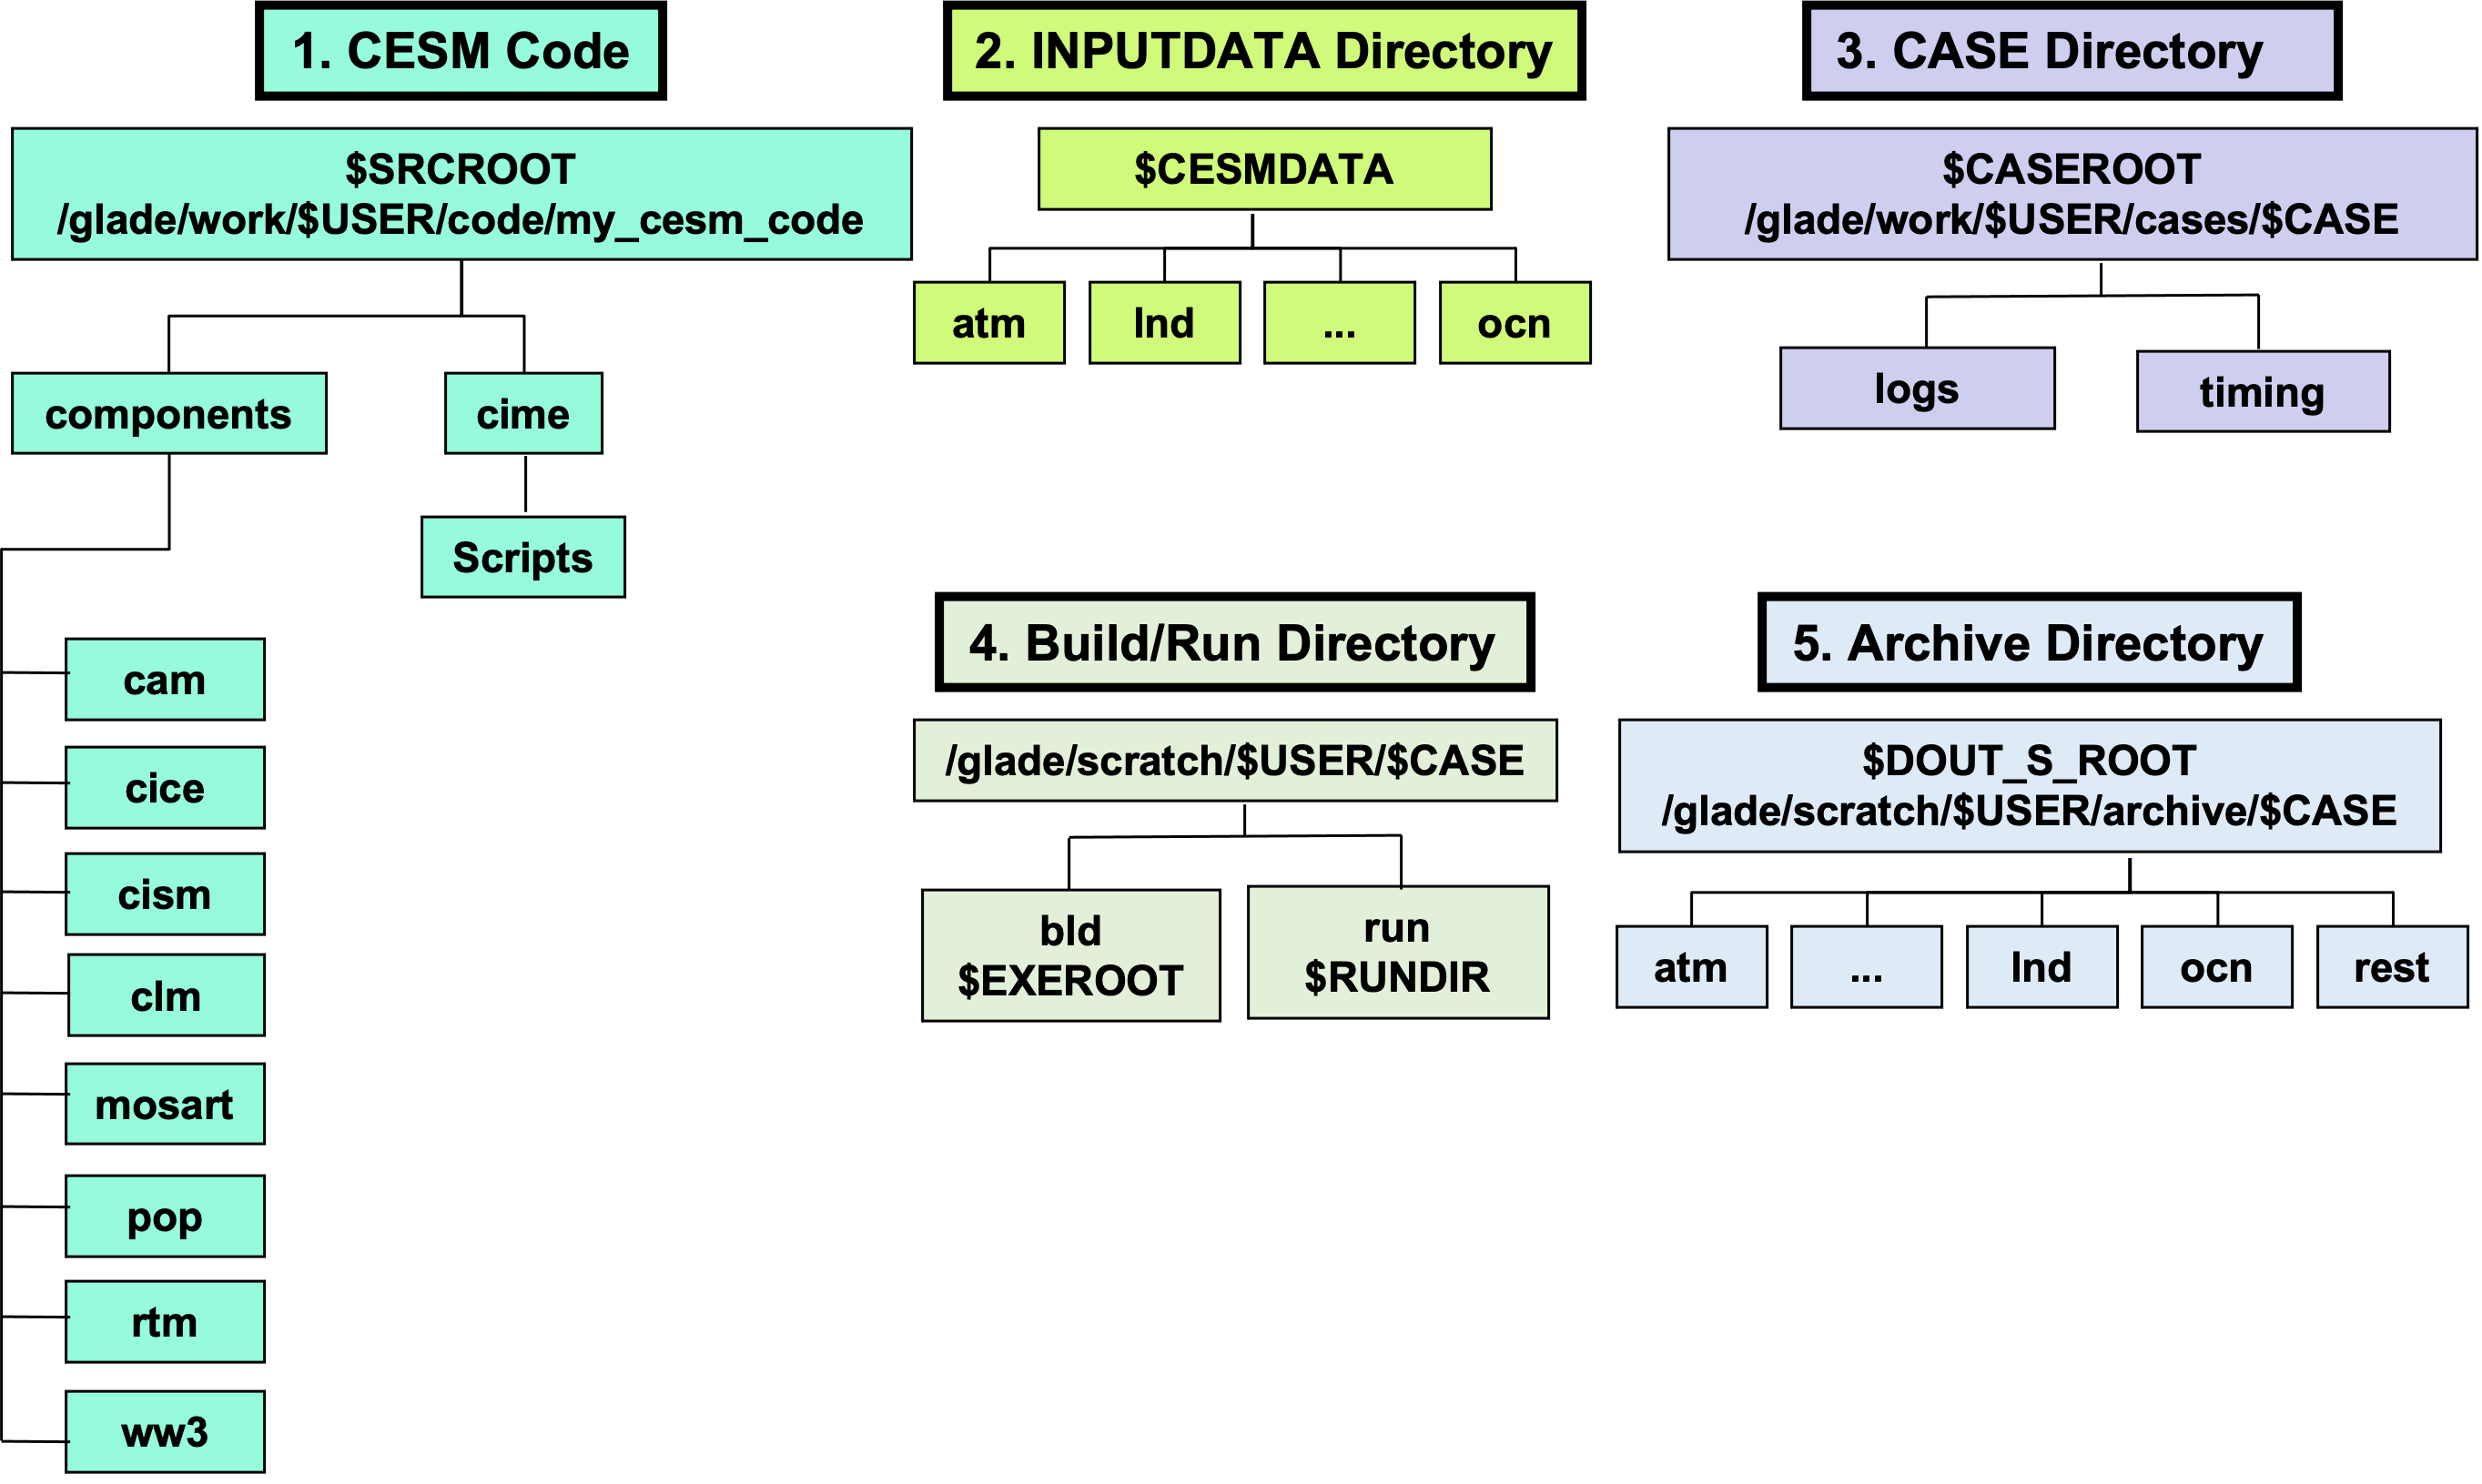 1. CESM Code
$SRCROOT
/glade/work/$USER/code/my_cesm_code
components
cime
Scripts
cam
cice
cism
clm
mosart
pop
rtm
ww3
2. INPUTDATA Directory
$CESMDATA
atm
lnd
...
ocn
3. CASE Directory
$CASEROOT
/glade/work/$USER/cases/$CASE
logs
timing
4. Build/Run Directory
/glade/scratch/$USER/$CASE
bld
$EXEROOT
run
$RUNDIR
5. Archive Directory
$DOUT_S_ROOT
/glade/scratch/$USER/archive/$CASE
atm
...
lnd
ocn
rest